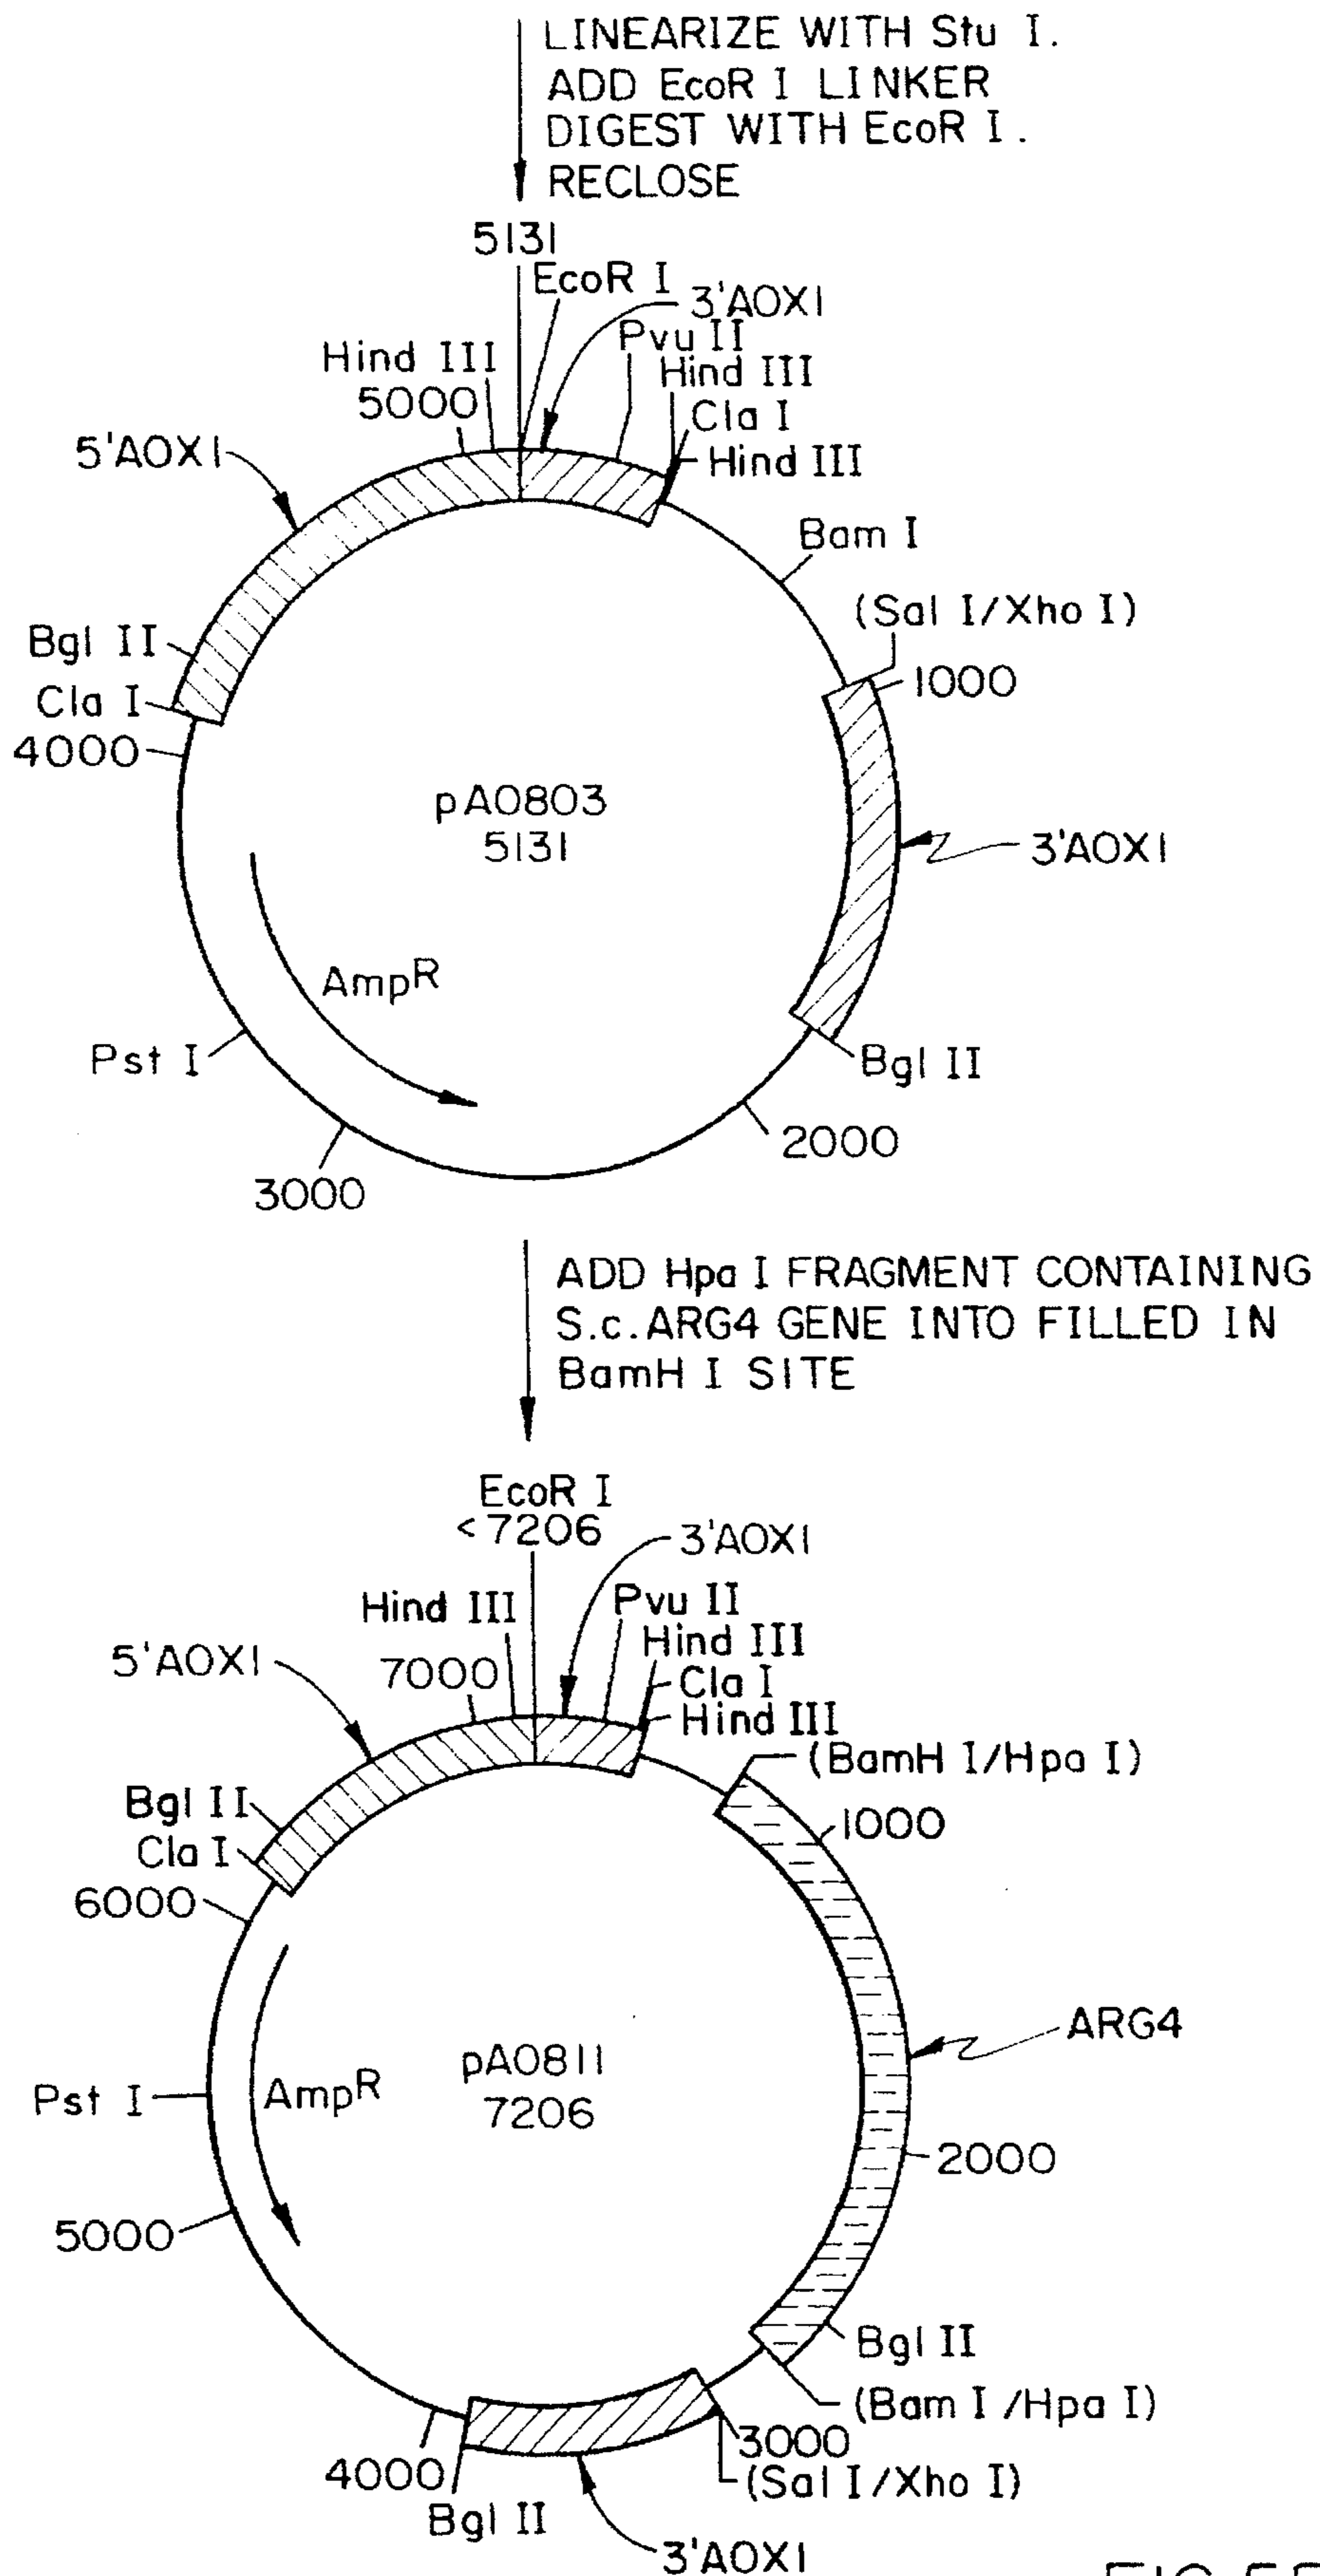 LINEARIZE WITH Stu I.
ADD EcoR I LINKER
DIGEST WITH EcoR I.
RECLOSE
5131
EcoR I
3'AOX1
Pvu II
Hind III
Hind III
5000
Cla I
Hind III
5'AOX1
Bam I
(Sal I/Xho I)
Bgl II
1000
Cla I
4000
pAO803
5131
3'AOX1
AmpR
Pst I
Bgl II
2000
3000
ADD Hpa I FRAGMENT CONTAINING
S.c.ARG4 GENE INTO FILLED IN
BamH I SITE
EcoR I
<7206
3'AOX1
Hind III
Pvu II
Hind III
5'AOX1
7000
Cla I
Hind III
(BamH I/Hpa I)
Bgl II
1000
Cla I
6000
ARG4
pAO811
7206
Pst I
AmpR
2000
5000
Bgl II
(Bam I/Hpa I)
3000
4000
(Sal I/Xho I)
Bgl II
3'AOX1